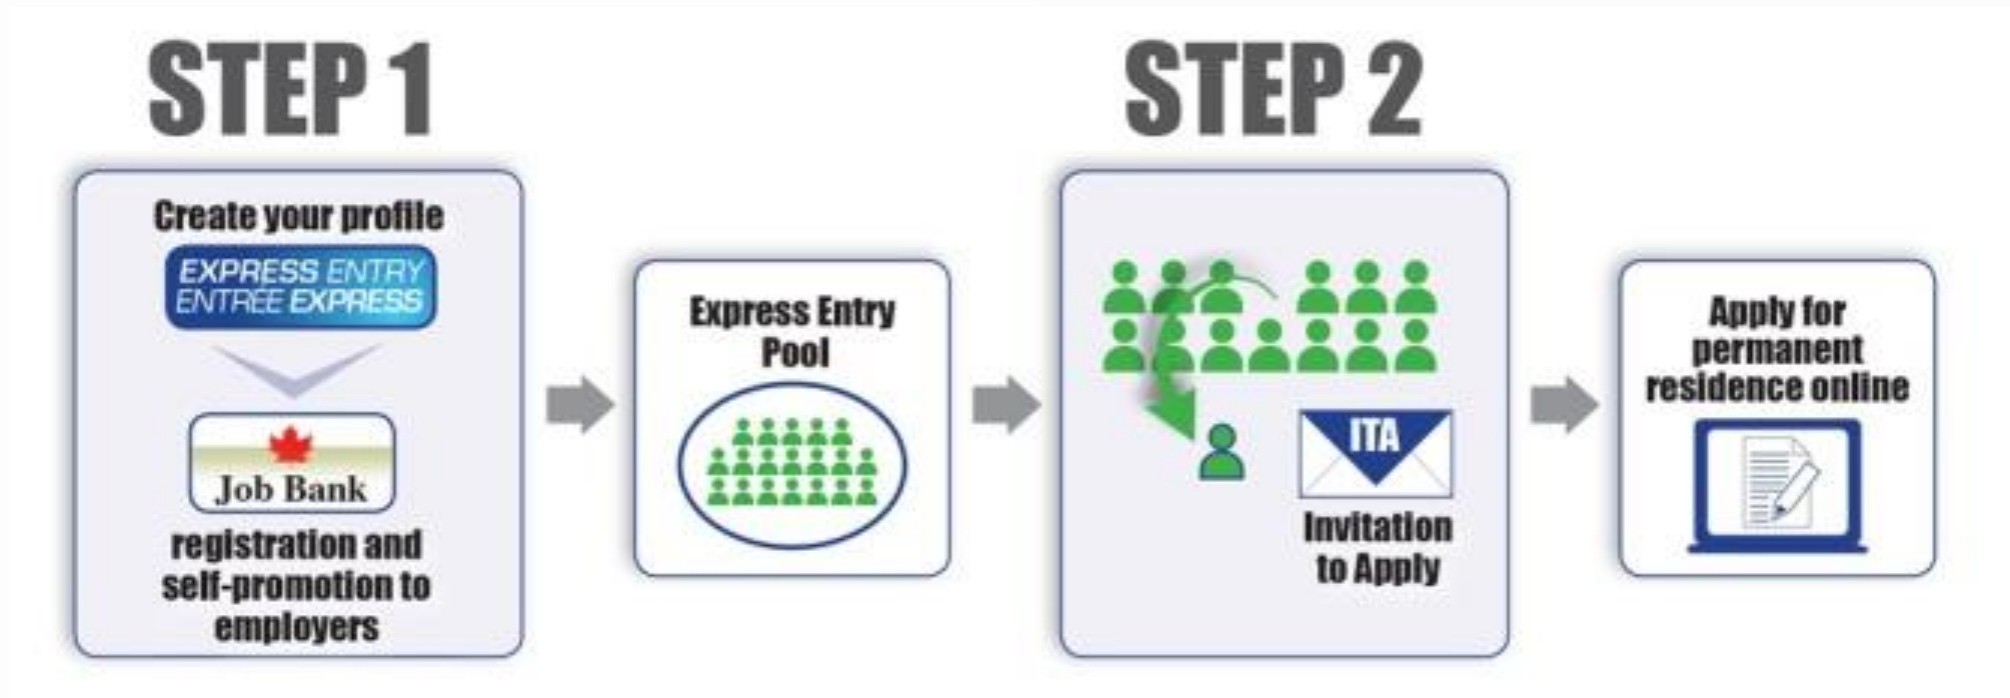 STEP 1
Create your profile
EXPRESS ENTRY
ENTRÉE EXPRESS
Job Bank
registration and
self-promotion to
employers
Express Entry
Pool
STEP 2
ITA
Invitation
to Apply
Apply for
permanent
residence online